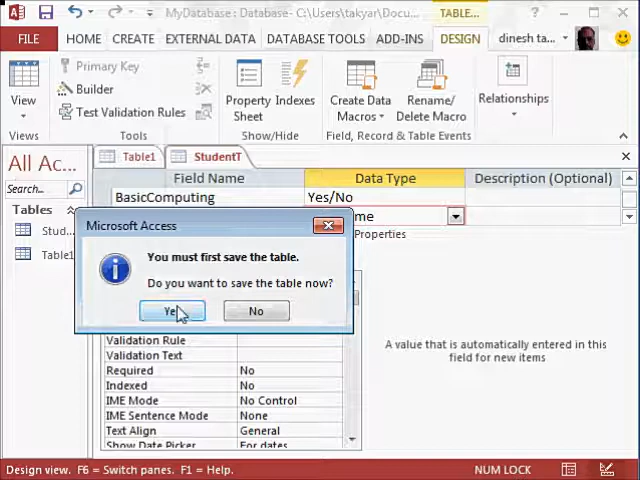 MyDatabase : Database- C:\Users\takyar\Docu...
TABLE...
FILE
HOME
CREATE
EXTERNAL DATA
DATABASE TOOLS
ADD-INS
DESIGN
dinesh ta...
View
Primary Key
Builder
Test Validation Rules
Property Sheet
Indexes
Create Data Macros
Rename/ Delete Macro
Relationships
Views
Tools
Show/Hide
Field, Record & Table Events
All Ac...
Table1
StudentT
Search...
Field Name
Data Type
Description (Optional)
Tables
BasicComputing
Yes/No
Stud...
me
Microsoft Access
Properties
Table1
You must first save the table.
Do you want to save the table now?
Yes
No
Validation Rule
Validation Text
Required
No
Indexed
No
IME Mode
No Control
IME Sentence Mode
None
Text Align
General
Show Date Picker
For dates
A value that is automatically entered in this
field for new items
Design view. F6 = Switch panes. F1 = Help.
NUM LOCK